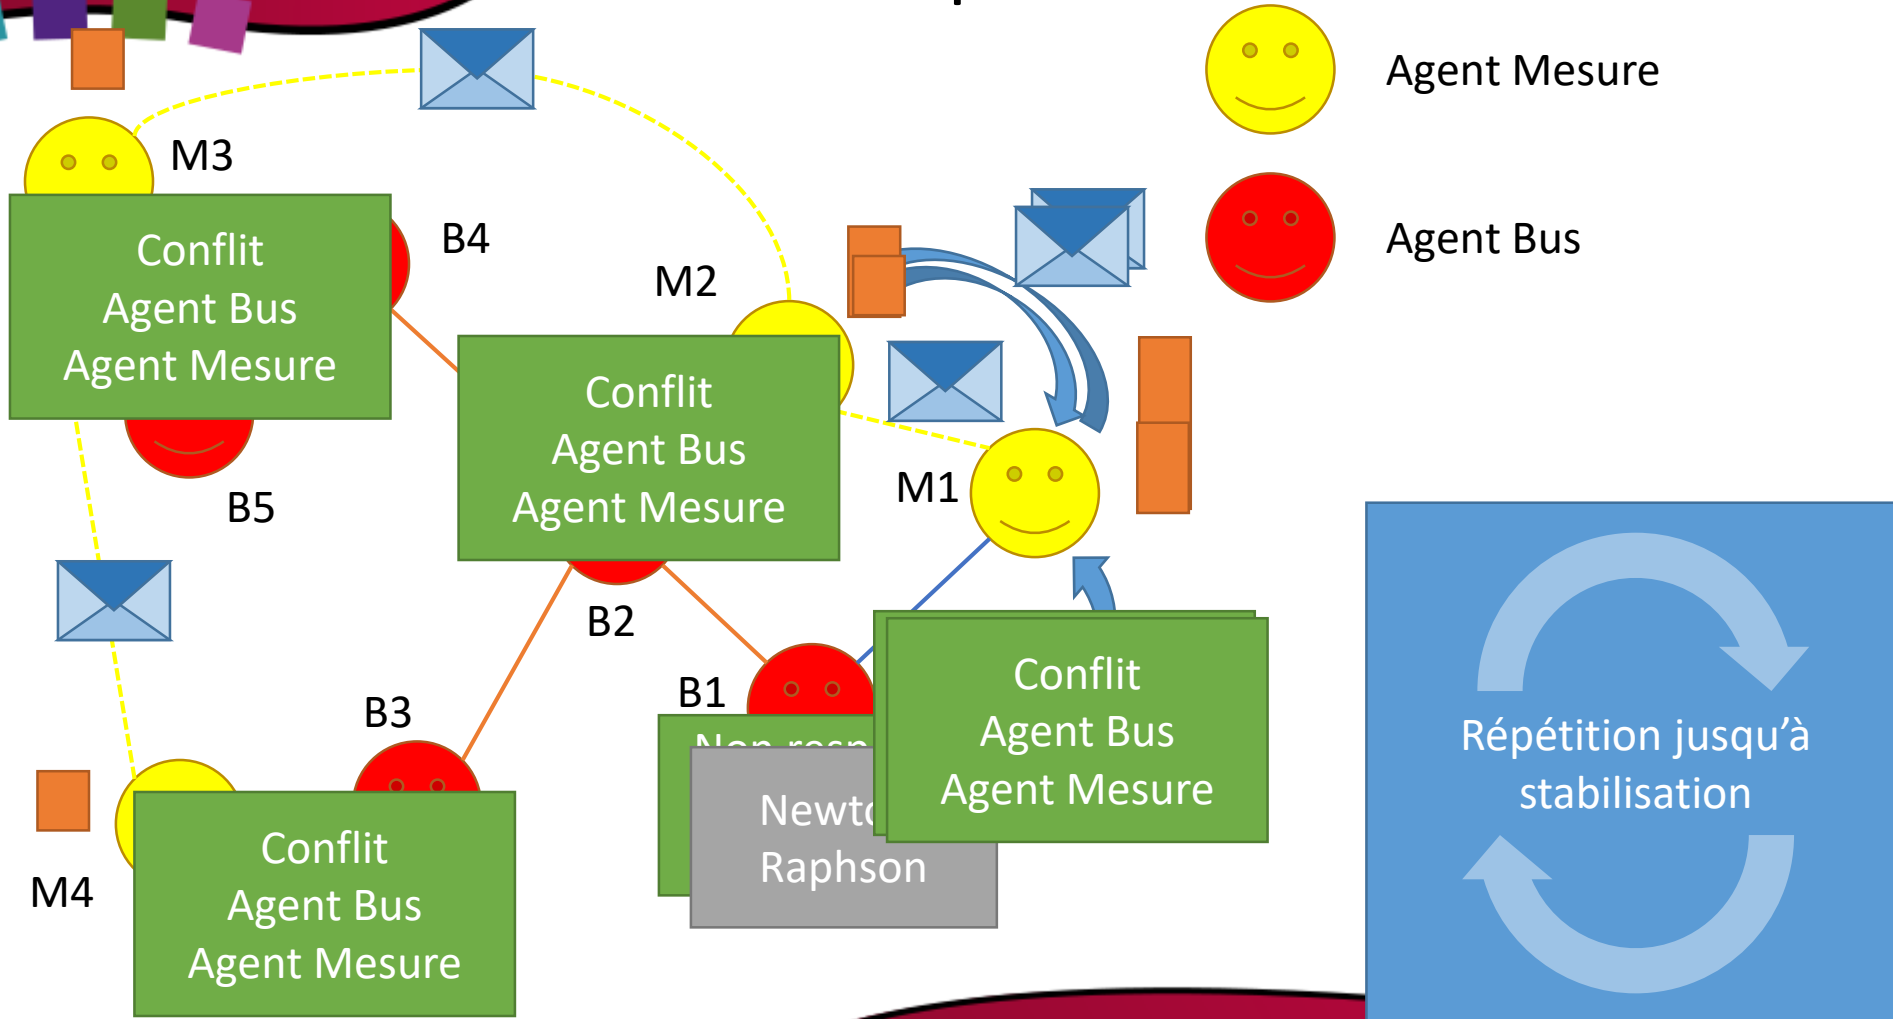 Agent Mesure
M3
Agent Bus
B4
Conflit
Agent Bus
Agent Mesure
M2
Conflit
Agent Bus
Agent Mesure
M1
B5
B2
B1
Conflit
Agent Bus
Agent Mesure
B3
Non
Raphson
Répétition jusqu'à
stabilisation
M4
Conflit
Agent Bus
Agent Mesure